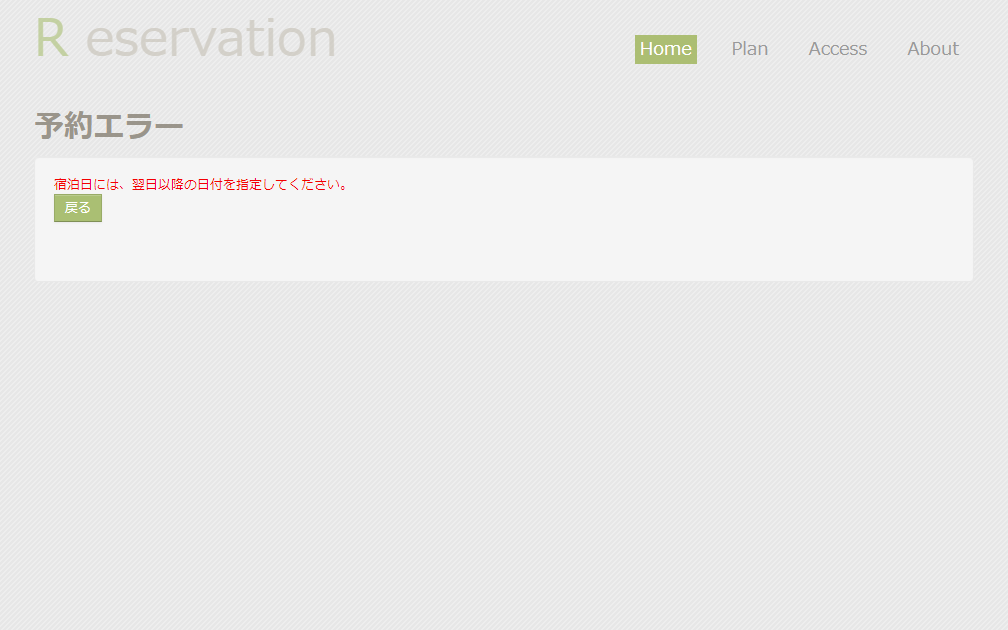 R eservation
Home Plan Access About
予約エラー
宿泊日には、翌日以降の日付を指定してください。
戻る